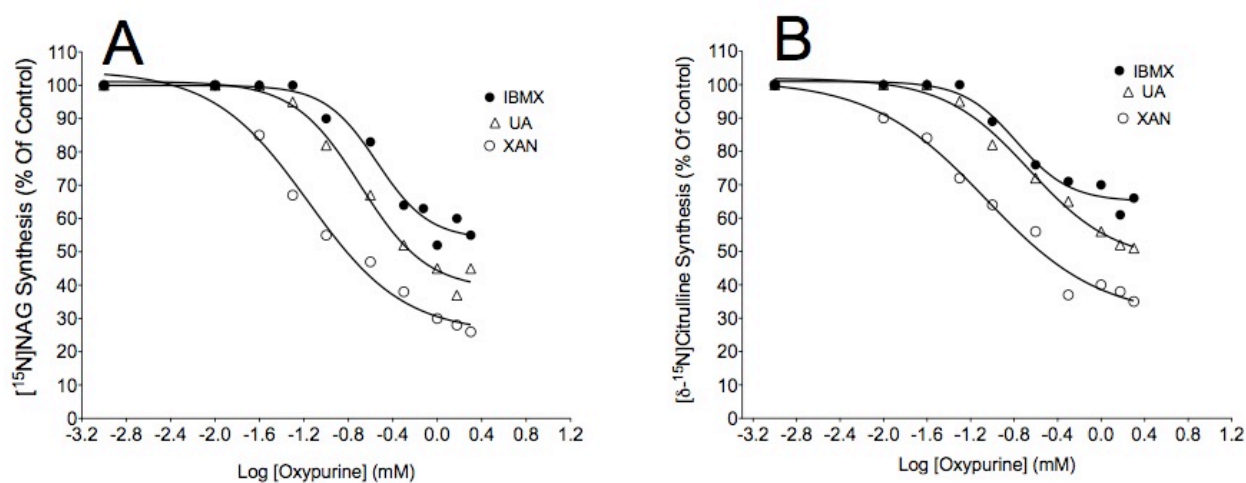 A
[¹⁵N]NAG Synthesis (% Of Control)
110
100
90
80
70
60
50
40
30
20
10
0
IBMX
UA
XAN
-3.2 -2.8 -2.4 -2.0 -1.6 -1.2 -0.8 -0.4 0.0 0.4 0.8 1.2
Log [Oxypurine] (mM)
B
[δ-¹⁵N]Citrulline Synthesis (% Of Control)
110
100
90
80
70
60
50
40
30
20
10
0
IBMX
UA
XAN
-3.2 -2.8 -2.4 -2.0 -1.6 -1.2 -0.8 -0.4 0.0 0.4 0.8 1.2
Log [Oxypurine] (mM)